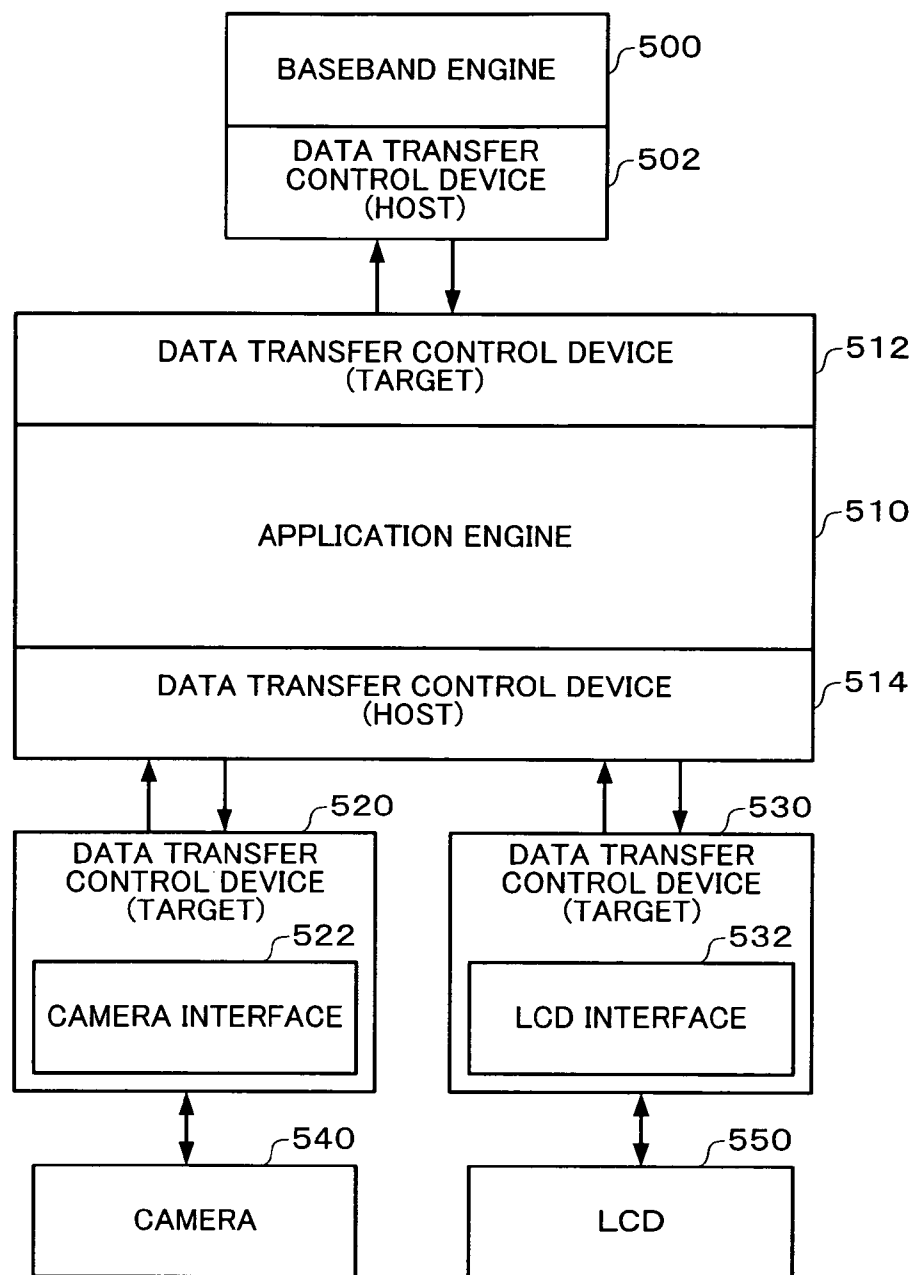 BASEBAND ENGINE
500
DATA TRANSFER
CONTROL DEVICE
(HOST)
502
DATA TRANSFER CONTROL DEVICE
(TARGET)
512
APPLICATION ENGINE
510
DATA TRANSFER CONTROL DEVICE
(HOST)
514
520
DATA TRANSFER
CONTROL DEVICE
(TARGET)
522
CAMERA INTERFACE
530
DATA TRANSFER
CONTROL DEVICE
(TARGET)
532
LCD INTERFACE
540
CAMERA
550
LCD